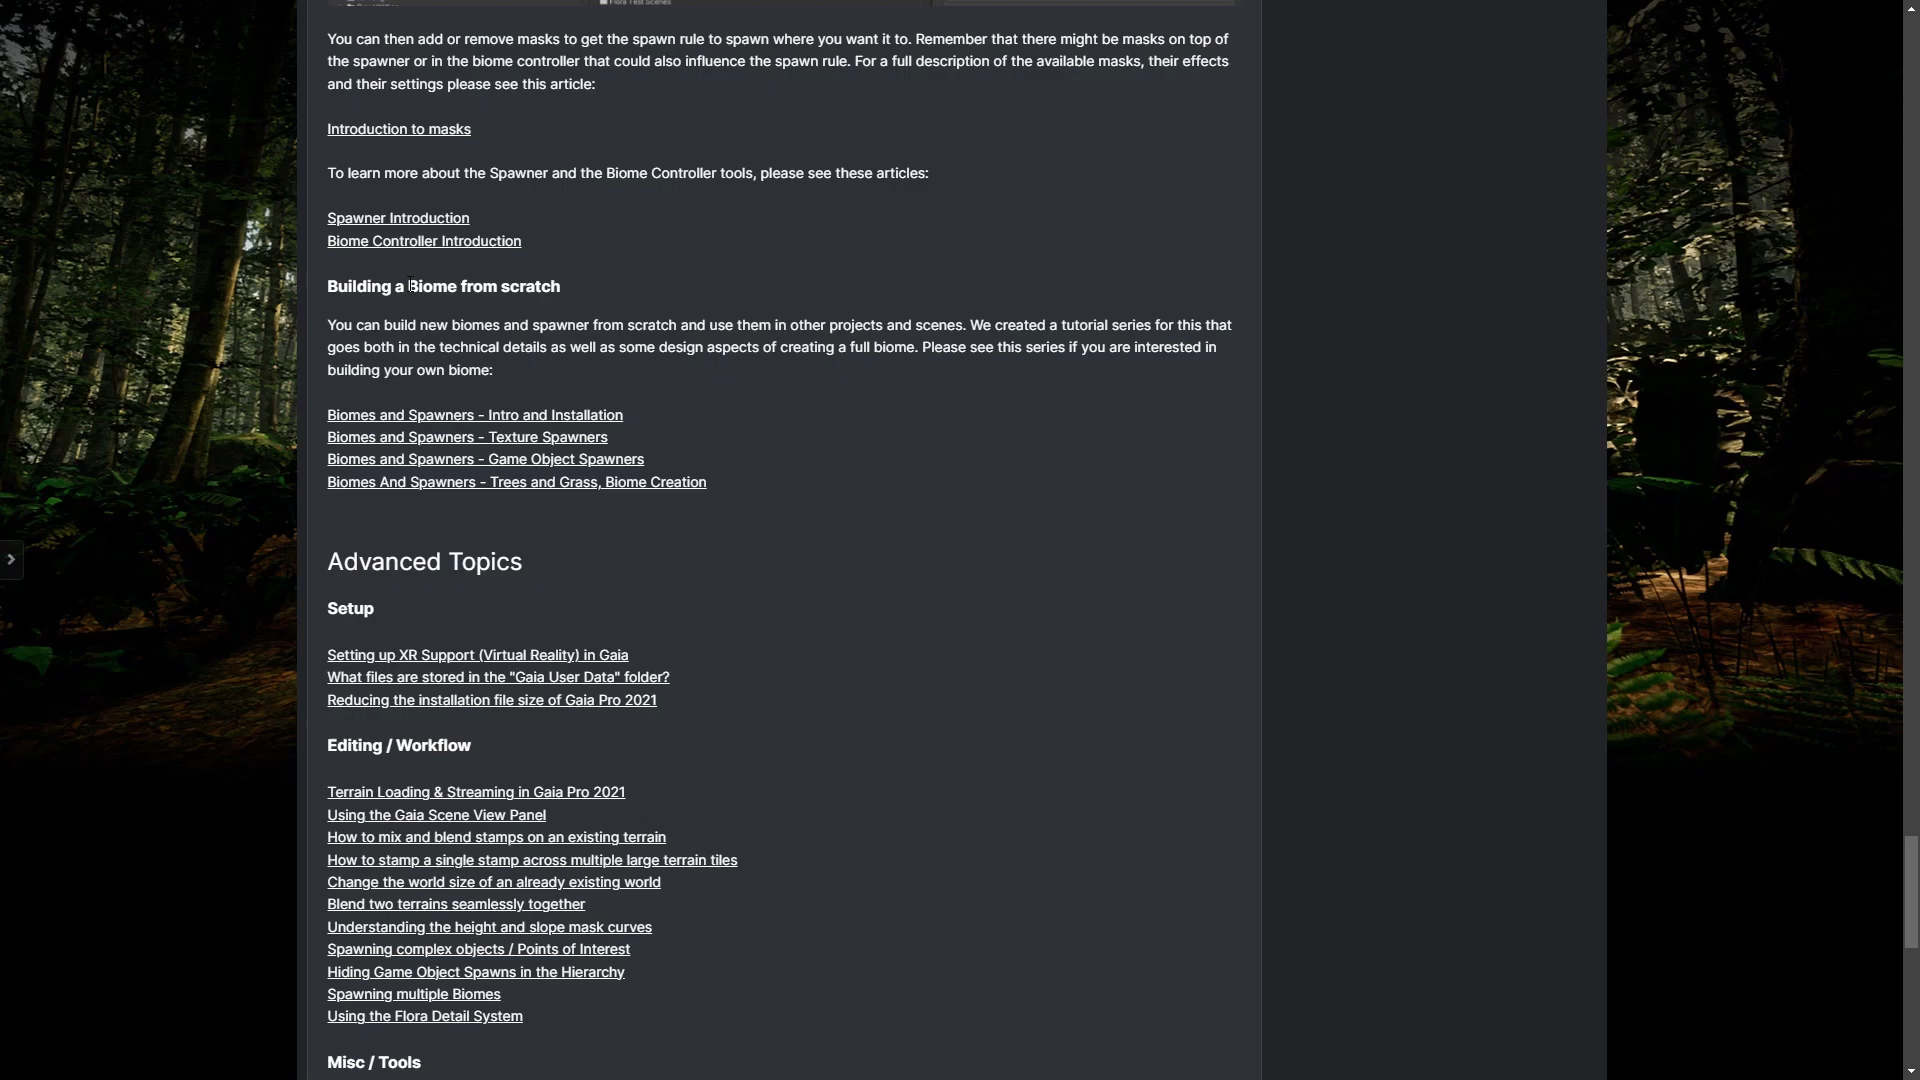 Flora Test Scenes
You can then add or remove masks to get the spawn rule to spawn where you want it to. Remember that there might be masks on top of
the spawner or in the biome controller that could also influence the spawn rule. For a full description of the available masks, their effects
and their settings please see this article:
Introduction to masks
To learn more about the Spawner and the Biome Controller tools, please see these articles:
Spawner Introduction
Biome Controller Introduction
Building a Biome from scratch
You can build new biomes and spawner from scratch and use them in other projects and scenes. We created a tutorial series for this that
goes both in the technical details as well as some design aspects of creating a full biome. Please see this series if you are interested in
building your own biome:
Biomes and Spawners - Intro and Installation
Biomes and Spawners - Texture Spawners
Biomes and Spawners - Game Object Spawners
Biomes And Spawners - Trees and Grass, Biome Creation
Advanced Topics
Setup
Setting up XR Support (Virtual Reality) in Gaia
What files are stored in the "Gaia User Data" folder?
Reducing the installation file size of Gaia Pro 2021
Editing / Workflow
Terrain Loading & Streaming in Gaia Pro 2021
Using the Gaia Scene View Panel
How to mix and blend stamps on an existing terrain
How to stamp a single stamp across multiple large terrain tiles
Change the world size of an already existing world
Blend two terrains seamlessly together
Understanding the height and slope mask curves
Spawning complex objects / Points of Interest
Hiding Game Object Spawns in the Hierarchy
Spawning multiple Biomes
Using the Flora Detail System
Misc / Tools